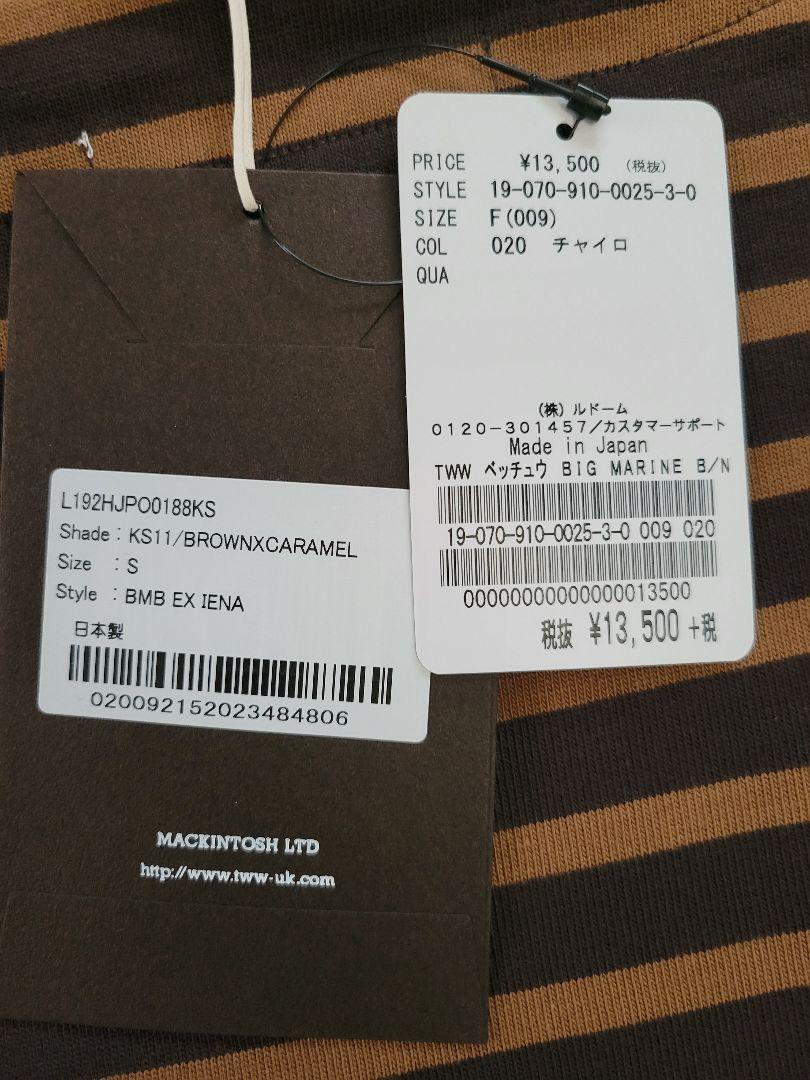 PRICE ¥13,500 (税抜)
STYLE 19-070-910-0025-3-0
SIZE F(009)
COL 020 チャイロ
QUA
(株) ルドーム
0120-301457/カスタマーサポート
Made in Japan
TWW ベッチュウ BIG MARINE B/N
19-070-910-0025-3-0 009 020
00000000000000013500
税抜 ¥13,500 +税
L192HJPO0188KS
Shade : KS11/BROWNXCARAMEL
Size : S
Style : BMB EX IENA
日本製
020092152023484806
MACKINTOSH LTD
http://www.tww-uk.com